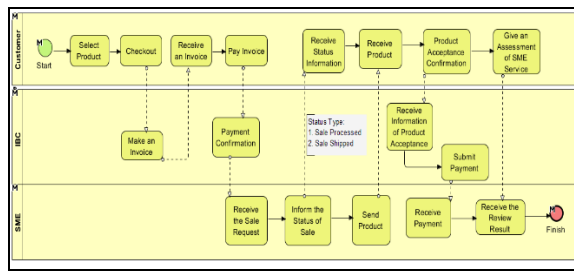 M
Customer
M
Start
Select
Product
Checkout
Receive
an Invoice
Pay Invoice
Receive
Status
Information
Receive
Product
Product
Acceptance
Confirmation
Give an
Assessment
of SME
Service
M
IBC
Make an
Invoice
Payment
Confirmation
Status Type:
1. Sale Processed
2. Sale Shipped
Receive
Information
of Product
Acceptance
Submit
Payment
M
SME
Receive
the Sale
Request
Inform the
Status of
Sale
Send
Product
Receive
Payment
Receive the
Review
Result
M
Finish